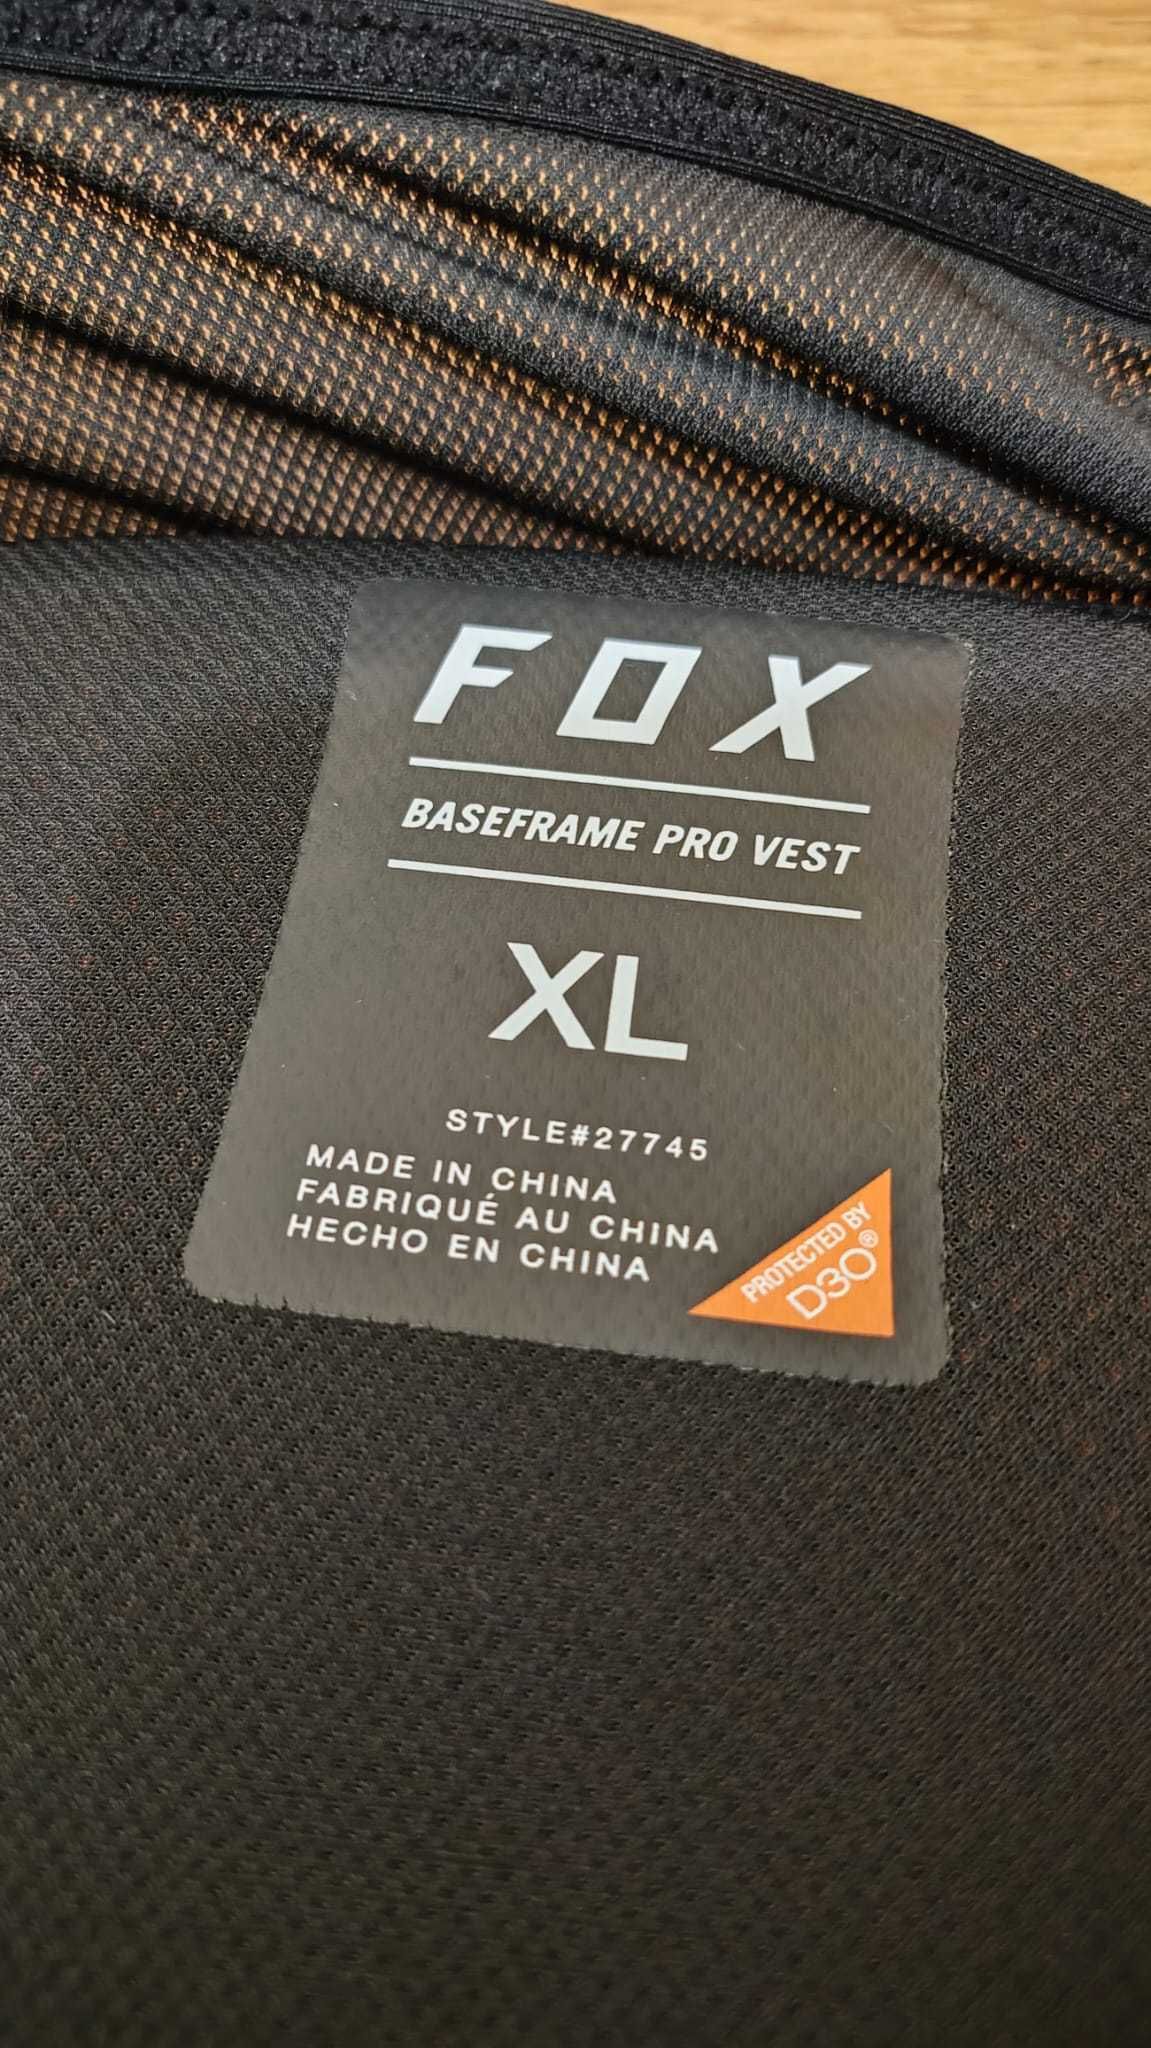 FOX
BASEFRAME PRO VEST
XL
STYLE#27745
MADE IN CHINA
FABRIQUÉ AU CHINA
HECHO EN CHINA
PROTECTED BY
D3O®